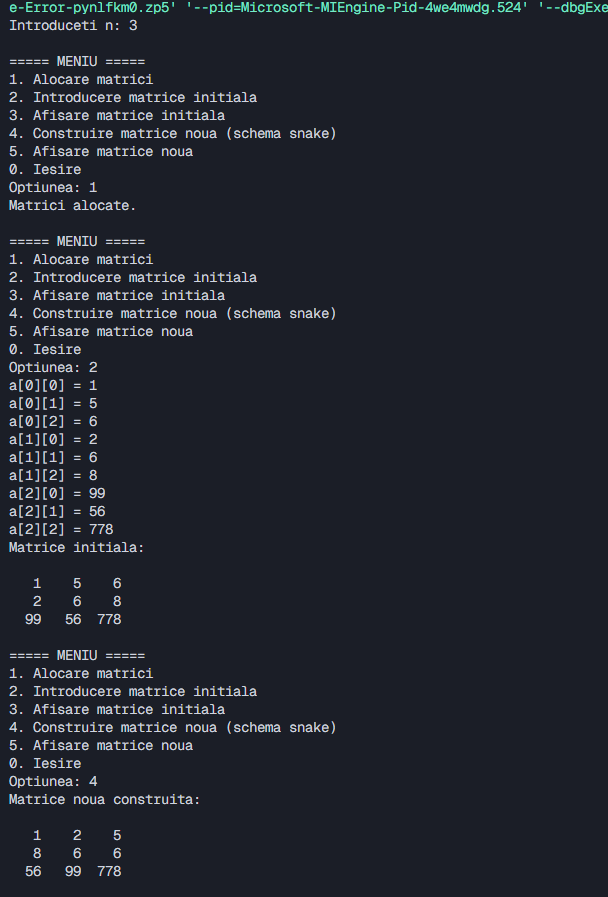 e-Error-pynlfkm0.zp5' '--pid=Microsoft-MIEngine-Pid-4we4mwdg.524' '--dbgExe
Introduceti n: 3
===== MENIU =====
1. Alocare matrici
2. Introducere matrice initiala
3. Afisare matrice initiala
4. Construire matrice noua (schema snake)
5. Afisare matrice noua
0. Iesire
Optiunea: 1
Matrici alocate.
===== MENIU =====
1. Alocare matrici
2. Introducere matrice initiala
3. Afisare matrice initiala
4. Construire matrice noua (schema snake)
5. Afisare matrice noua
0. Iesire
Optiunea: 2
a[0][0] = 1
a[0][1] = 5
a[0][2] = 6
a[1][0] = 2
a[1][1] = 6
a[1][2] = 8
a[2][0] = 99
a[2][1] = 56
a[2][2] = 778
Matrice initiala:
1 5 6
2 6 8
99 56 778
===== MENIU =====
1. Alocare matrici
2. Introducere matrice initiala
3. Afisare matrice initiala
4. Construire matrice noua (schema snake)
5. Afisare matrice noua
0. Iesire
Optiunea: 4
Matrice noua construita:
1 2 5
8 6 6
56 99 778